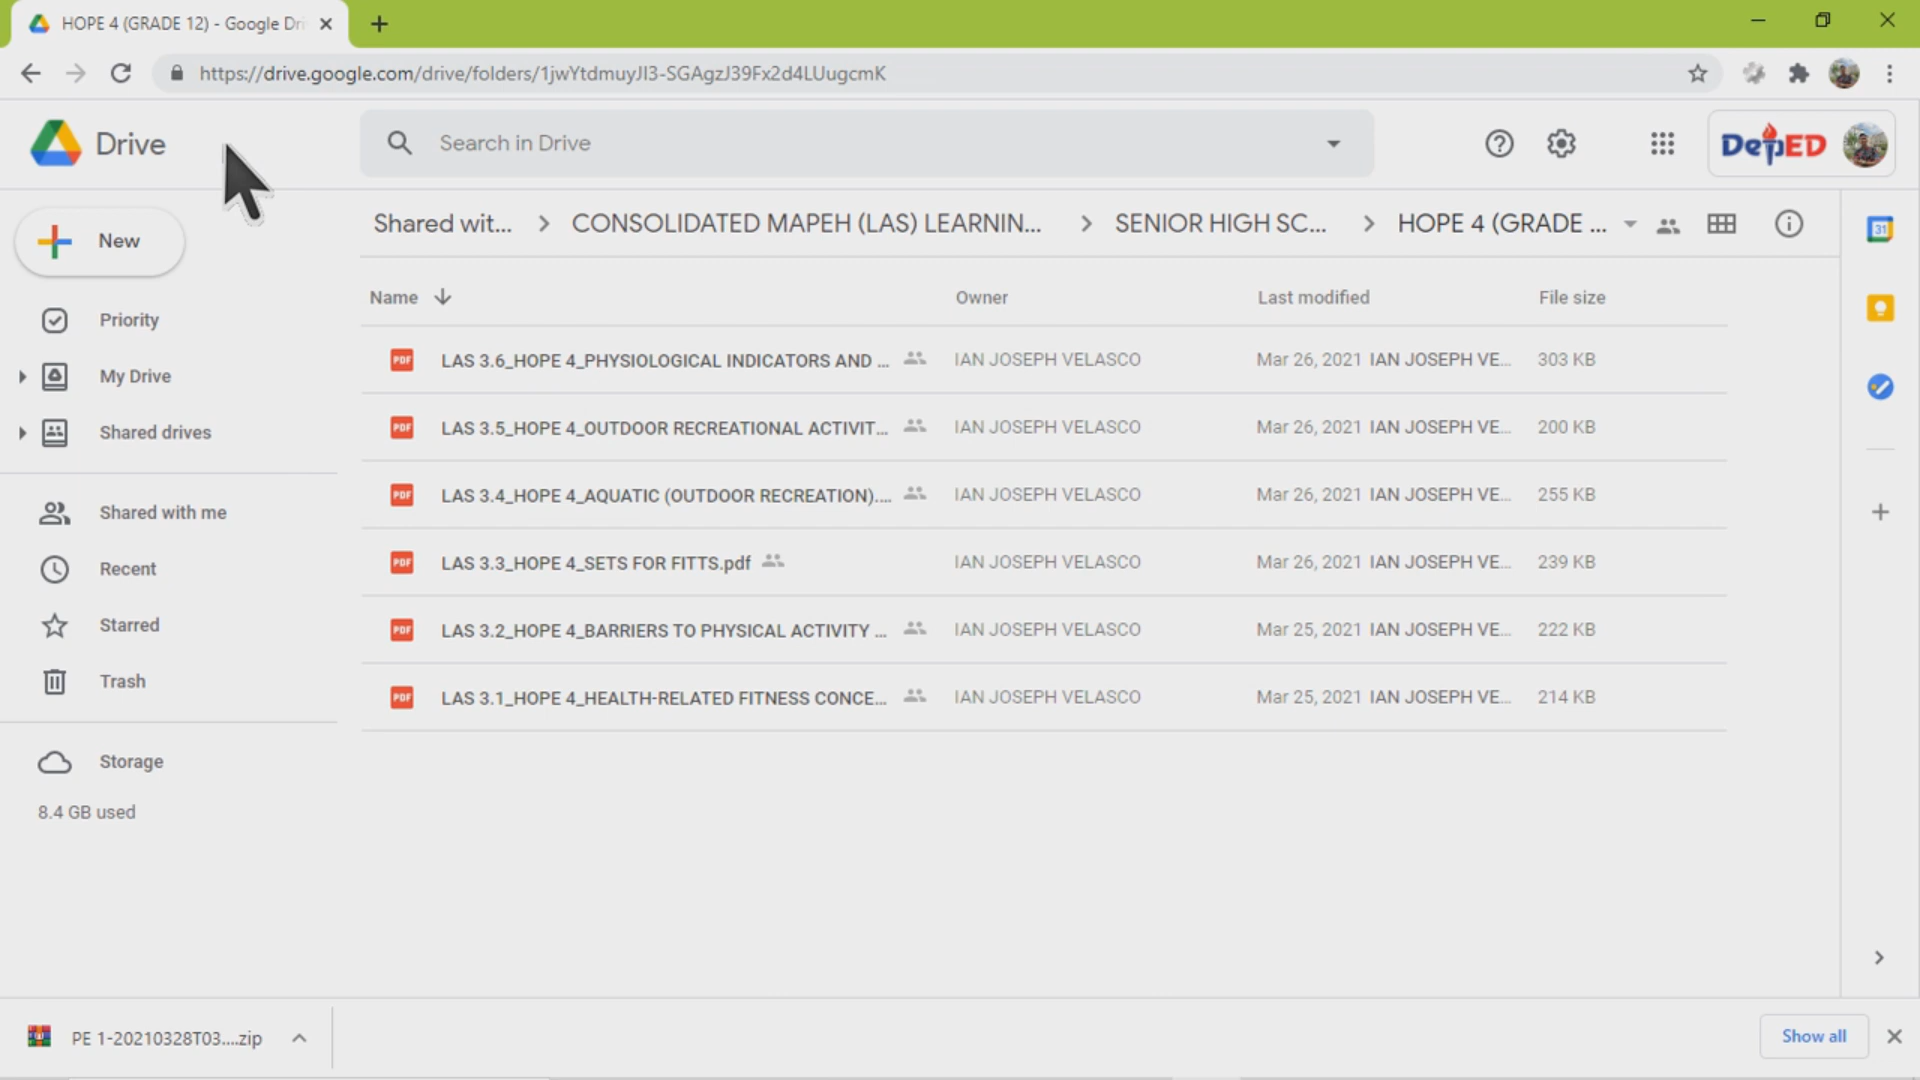 HOPE 4 (GRADE 12) - Google Dri
https://drive.google.com/drive/folders/1jwYtdmuyJI3-SGAgzJ39Fx2d4LUugcmK
Drive
Search in Drive
DepED
New
Shared wit... > CONSOLIDATED MAPEH (LAS) LEARNIN... > SENIOR HIGH SC... > HOPE 4 (GRADE ...
31
Name Owner Last modified File size
Priority
My Drive
Shared drives
Shared with me
Recent
Starred
Trash
Storage
8.4 GB used
PDF LAS 3.6_HOPE 4_PHYSIOLOGICAL INDICATORS AND ... IAN JOSEPH VELASCO Mar 26, 2021 IAN JOSEPH VE... 303 KB
PDF LAS 3.5_HOPE 4_OUTDOOR RECREATIONAL ACTIVIT... IAN JOSEPH VELASCO Mar 26, 2021 IAN JOSEPH VE... 200 KB
PDF LAS 3.4_HOPE 4_AQUATIC (OUTDOOR RECREATION).... IAN JOSEPH VELASCO Mar 26, 2021 IAN JOSEPH VE... 255 KB
PDF LAS 3.3_HOPE 4_SETS FOR FITTS.pdf IAN JOSEPH VELASCO Mar 26, 2021 IAN JOSEPH VE... 239 KB
PDF LAS 3.2_HOPE 4_BARRIERS TO PHYSICAL ACTIVITY ... IAN JOSEPH VELASCO Mar 25, 2021 IAN JOSEPH VE... 222 KB
PDF LAS 3.1_HOPE 4_HEALTH-RELATED FITNESS CONCE... IAN JOSEPH VELASCO Mar 25, 2021 IAN JOSEPH VE... 214 KB
PE 1-20210328T03....zip
Show all